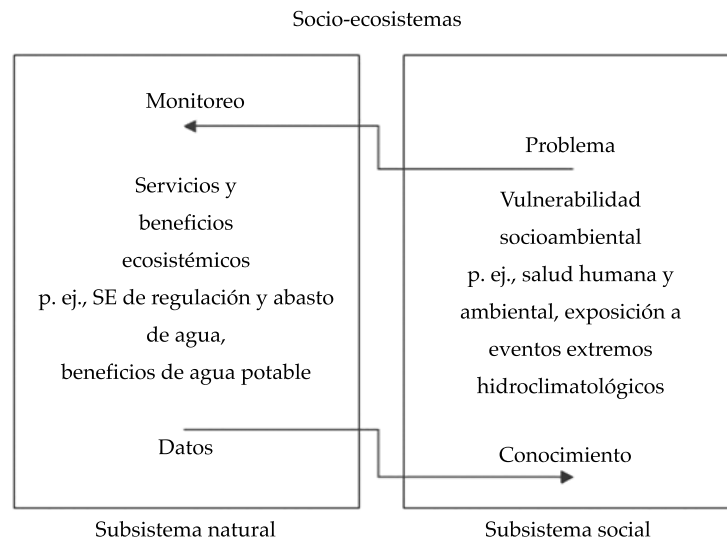 Socio-ecosistemas
Monitoreo
Servicios y
beneficios
ecosistémicos
p. ej., SE de regulación y abasto
de agua,
beneficios de agua potable
Datos
Subsistema natural
Problema
Vulnerabilidad
socioambiental
p. ej., salud humana y
ambiental, exposición a
eventos extremos
hidroclimatológicos
Conocimiento
Subsistema social